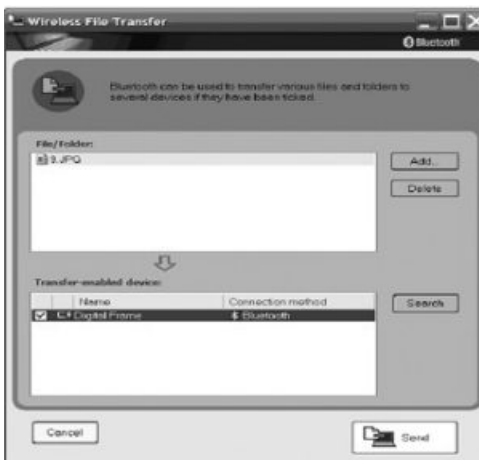 Wireless File Transfer
Bluetooth
Bluetooth can be used to transfer various files and folders to
several devices if they have been ticked.
File/Folder:
9.JPG
Add...
Delete
Transfer-enabled device:
Name Connection method
Digital Frame Bluetooth
Search
Cancel
Send